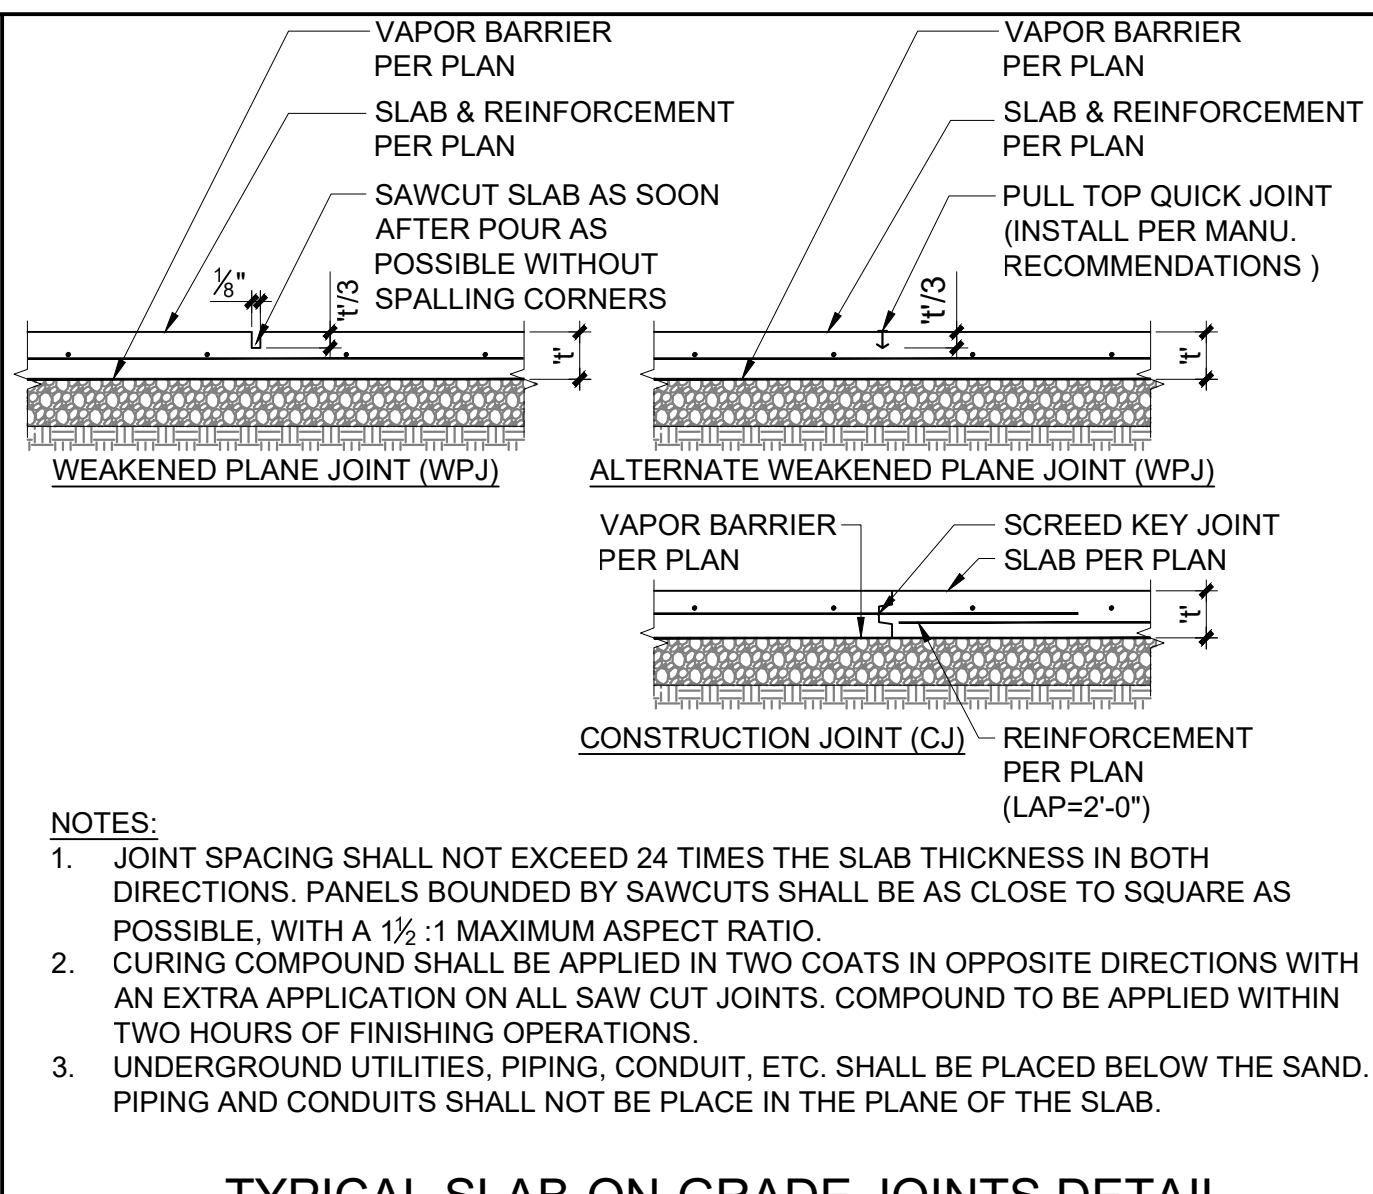 VAPOR BARRIER
PER PLAN
SLAB & REINFORCEMENT
PER PLAN
SAWCUT SLAB AS SOON
AFTER POUR AS
POSSIBLE WITHOUT
SPALLING CORNERS
⅛"
't'/3
't'
WEAKENED PLANE JOINT (WPJ)
VAPOR BARRIER
PER PLAN
SLAB & REINFORCEMENT
PER PLAN
PULL TOP QUICK JOINT
(INSTALL PER MANU.
RECOMMENDATIONS )
't'/3
't'
ALTERNATE WEAKENED PLANE JOINT (WPJ)
VAPOR BARRIER
PER PLAN
SCREED KEY JOINT
SLAB PER PLAN
't'
CONSTRUCTION JOINT (CJ)
REINFORCEMENT
PER PLAN
(LAP=2'-0")
NOTES:
1. JOINT SPACING SHALL NOT EXCEED 24 TIMES THE SLAB THICKNESS IN BOTH
DIRECTIONS. PANELS BOUNDED BY SAWCUTS SHALL BE AS CLOSE TO SQUARE AS
POSSIBLE, WITH A 1½ :1 MAXIMUM ASPECT RATIO.
2. CURING COMPOUND SHALL BE APPLIED IN TWO COATS IN OPPOSITE DIRECTIONS WITH
AN EXTRA APPLICATION ON ALL SAW CUT JOINTS. COMPOUND TO BE APPLIED WITHIN
TWO HOURS OF FINISHING OPERATIONS.
3. UNDERGROUND UTILITIES, PIPING, CONDUIT, ETC. SHALL BE PLACED BELOW THE SAND.
PIPING AND CONDUITS SHALL NOT BE PLACE IN THE PLANE OF THE SLAB.
TYPICAL SLAB ON GRADE JOINTS DETAIL